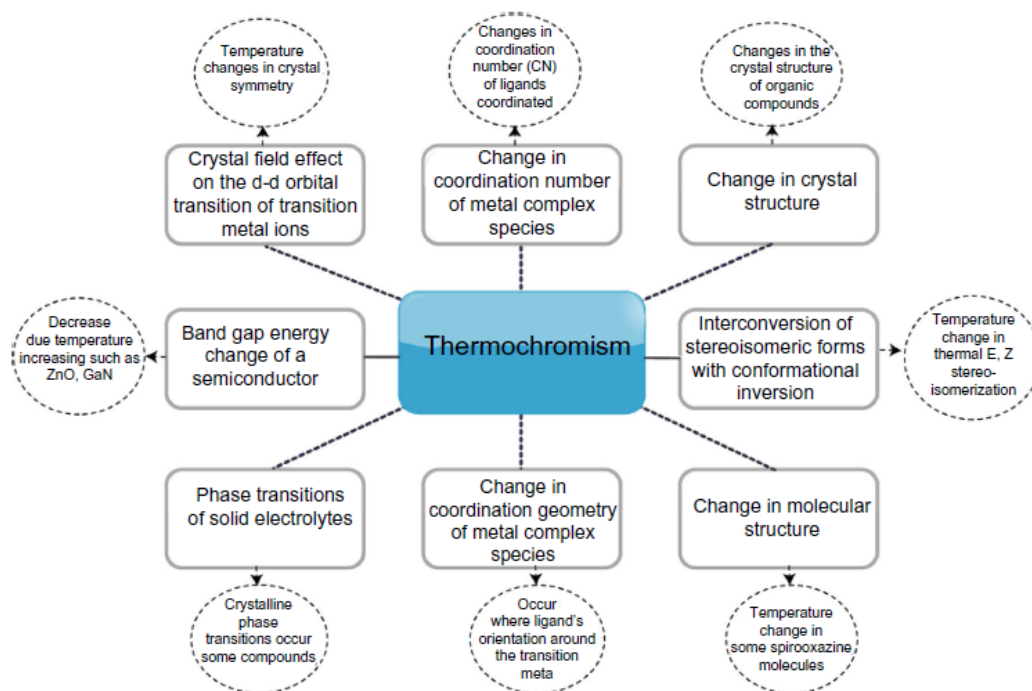 Temperature
changes in crystal
symmetry
Changes in
coordination
number (CN)
of ligands
coordinated
Changes in the
crystal structure
of organic
compounds
Crystal field effect
on the d-d orbital
transition of transition
metal ions
Change in
coordination number
of metal complex
species
Change in crystal
structure
Decrease
due temperature
increasing such as
ZnO, GaN
Band gap energy
change of a
semiconductor
Thermochromism
Interconversion of
stereoisomeric forms
with conformational
inversion
Temperature
change in
thermal E, Z
stereo-
isomerization
Phase transitions
of solid electrolytes
Change in
coordination geometry
of metal complex
species
Change in molecular
structure
Crystalline
phase
transitions occur
some compounds
Occur
where ligand's
orientation around
the transition
meta
Temperature
change in
some spirooxazine
molecules